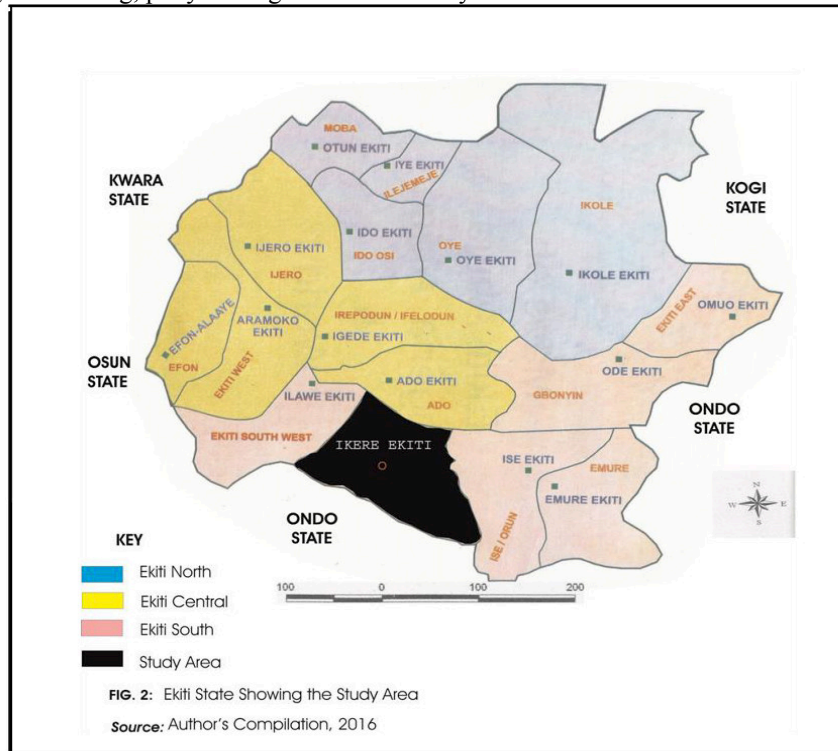 MOBA
OTUN EKITI
IYE EKITI
ILEJEMEJE
KWARA
STATE
KOGI
STATE
IKOLE
IDO EKITI
IDO OSI
OYE
OYE EKITI
IJERO EKITI
IJERO
IKOLE EKITI
EKITI EAST
OMUO EKITI
ARAMOKO
EKITI
IREPODUN / IFELODUN
IGEDE EKITI
EFON-ALAAYE
EFON
OSUN
STATE
EKITI WEST
ODE EKITI
ILAWE EKITI
ADO EKITI
ADO
GBONYIN
ONDO
STATE
EKITI SOUTH WEST
IKERE EKITI
ISE EKITI
EMURE
EMURE EKITI
ISE / ORUN
ONDO
STATE
N
W E
S
KEY
Ekiti North
Ekiti Central
Ekiti South
Study Area
100 0 100 200
FIG. 2: Ekiti State Showing the Study Area
Source: Author's Compilation, 2016